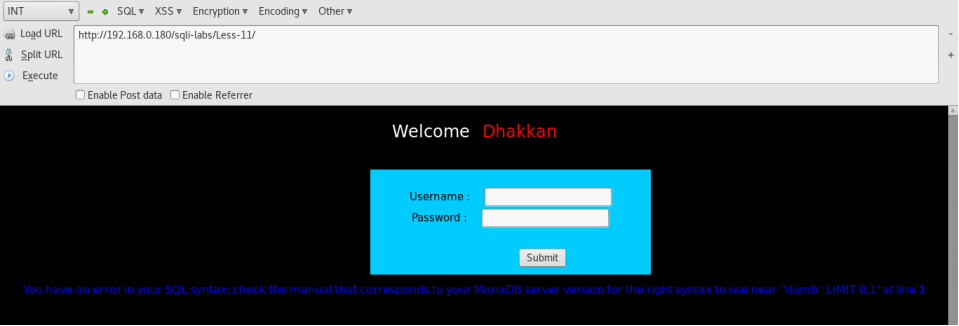 INT SQL XSS Encryption Encoding Other
Load URL http://192.168.0.180/sqli-labs/Less-11/
Split URL
Execute
Enable Post data Enable Referrer
Welcome Dhakkan
Username :
Password :
Submit
You have an error in your SQL syntax; check the manual that corresponds to your MariaDB server version for the right syntax to use near '"dumb'' LIMIT 0,1' at line 1